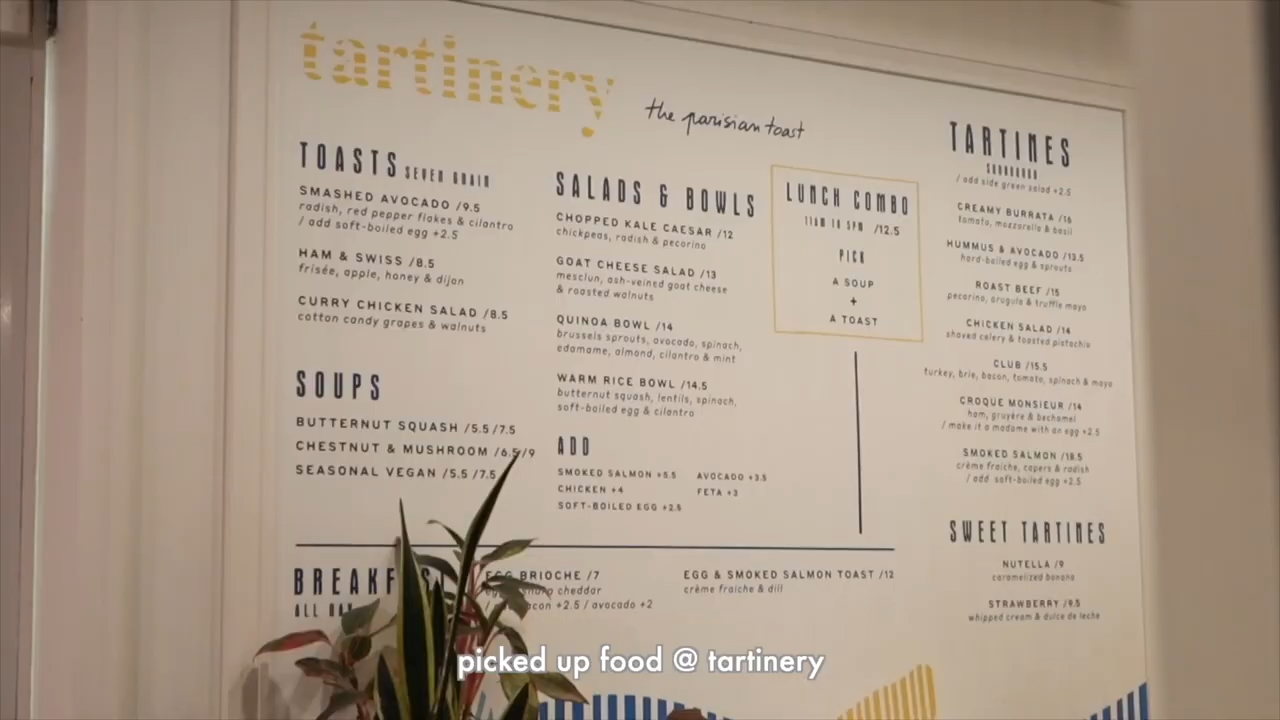 tartinery
the parisian toast
TOASTS SEVEN GRAIN
SMASHED AVOCADO /9.5
radish, red pepper flakes & cilantro
/ add soft-boiled egg +2.5
HAM & SWISS /8.5
frisée, apple, honey & dijon
CURRY CHICKEN SALAD /8.5
cotton candy grapes & walnuts
SOUPS
BUTTERNUT SQUASH /5.5 /7.5
CHESTNUT & MUSHROOM /6.5 /9
SEASONAL VEGAN /5.5 /7.5
SALADS & BOWLS
CHOPPED KALE CAESAR /12
chickpeas, radish & pecorino
GOAT CHEESE SALAD /13
mesclun, ash-veined goat cheese
& roasted walnuts
QUINOA BOWL /14
brussels sprouts, avocado, spinach,
edamame, almond, cilantro & mint
WARM RICE BOWL /14.5
butternut squash, lentils, spinach,
soft-boiled egg & cilantro
ADD
SMOKED SALMON +5.5
CHICKEN +4
SOFT-BOILED EGG +2.5
AVOCADO +3.5
FETA +3
LUNCH COMBO
11AM TO 5PM /12.5
PICK
A SOUP
+
A TOAST
TARTINES
SOURDOUGH
/ add side green salad +2.5
CREAMY BURRATA /16
tomato, mozzarella & basil
HUMMUS & AVOCADO /13.5
hard-boiled egg & sprouts
ROAST BEEF /15
pecorino, arugula & truffle mayo
CHICKEN SALAD /14
shaved celery & toasted pistachio
CLUB /15.5
turkey, brie, bacon, tomato, spinach & mayo
CROQUE MONSIEUR /14
ham, gruyère & bechamel
/ make it a madame with an egg +2.5
SMOKED SALMON /18.5
crème fraiche, capers & radish
/ add soft-boiled egg +2.5
SWEET TARTINES
NUTELLA /9
caramelized banana
STRAWBERRY /9.5
whipped cream & dulce de leche
BREAKFAST
ALL DAY
EGG BRIOCHE /7
sharp cheddar
bacon +2.5 / avocado +2
EGG & SMOKED SALMON TOAST /12
crème fraiche & dill
picked up food @ tartinery